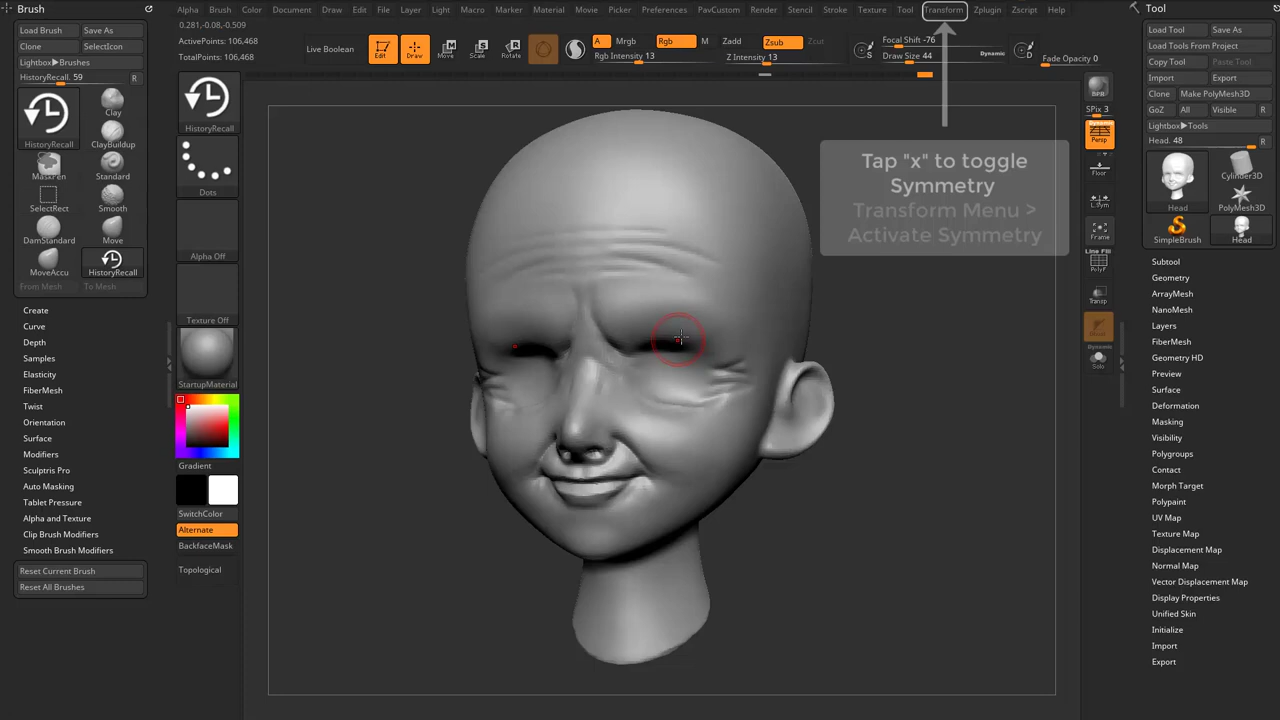 Brush
Alpha Brush Color Document Draw Edit File Layer Light Macro Marker Material Movie Picker Preferences PavCustom Render Stencil Stroke Texture Tool Transform Zplugin Zscript Help
Tool
0.281,-0.08,-0.509
ActivePoints: 106,468
TotalPoints: 106,468
Live Boolean
Edit
Draw
Move
Scale
Rotate
A
Mrgb
Rgb
M
Rgb Intensity 13
Zadd
Zsub
Zcut
Z Intensity 13
S
Focal Shift -76
Draw Size 44
Dynamic
D
Fade Opacity 0
Load Brush
Save As
Clone
SelectIcon
Lightbox▶Brushes
HistoryRecall. 59
R
HistoryRecall
Clay
ClayBuildup
MaskPen
Standard
SelectRect
Smooth
DamStandard
Move
MoveAccu
HistoryRecall
From Mesh
To Mesh
Create
Curve
Depth
Samples
Elasticity
FiberMesh
Twist
Orientation
Surface
Modifiers
Sculptris Pro
Auto Masking
Tablet Pressure
Alpha and Texture
Clip Brush Modifiers
Smooth Brush Modifiers
Reset Current Brush
Reset All Brushes
HistoryRecall
Dots
Alpha Off
Texture Off
StartupMaterial
Gradient
SwitchColor
Alternate
BackfaceMask
Topological
Tap "x" to toggle
Symmetry
Transform Menu >
Activate Symmetry
BPR
SPix 3
Dynamic
Persp
Floor
L.Sym
Frame
Line Fill
PolyF
Transp
Dynamic
Solo
Load Tool
Save As
Load Tools From Project
Copy Tool
Paste Tool
Import
Export
Clone
Make PolyMesh3D
GoZ
All
Visible
R
Lightbox▶Tools
Head. 48
R
Head
Cylinder3D
PolyMesh3D
SimpleBrush
Head
Subtool
Geometry
ArrayMesh
NanoMesh
Layers
FiberMesh
Geometry HD
Preview
Surface
Deformation
Masking
Visibility
Polygroups
Contact
Morph Target
Polypaint
UV Map
Texture Map
Displacement Map
Normal Map
Vector Displacement Map
Display Properties
Unified Skin
Initialize
Import
Export